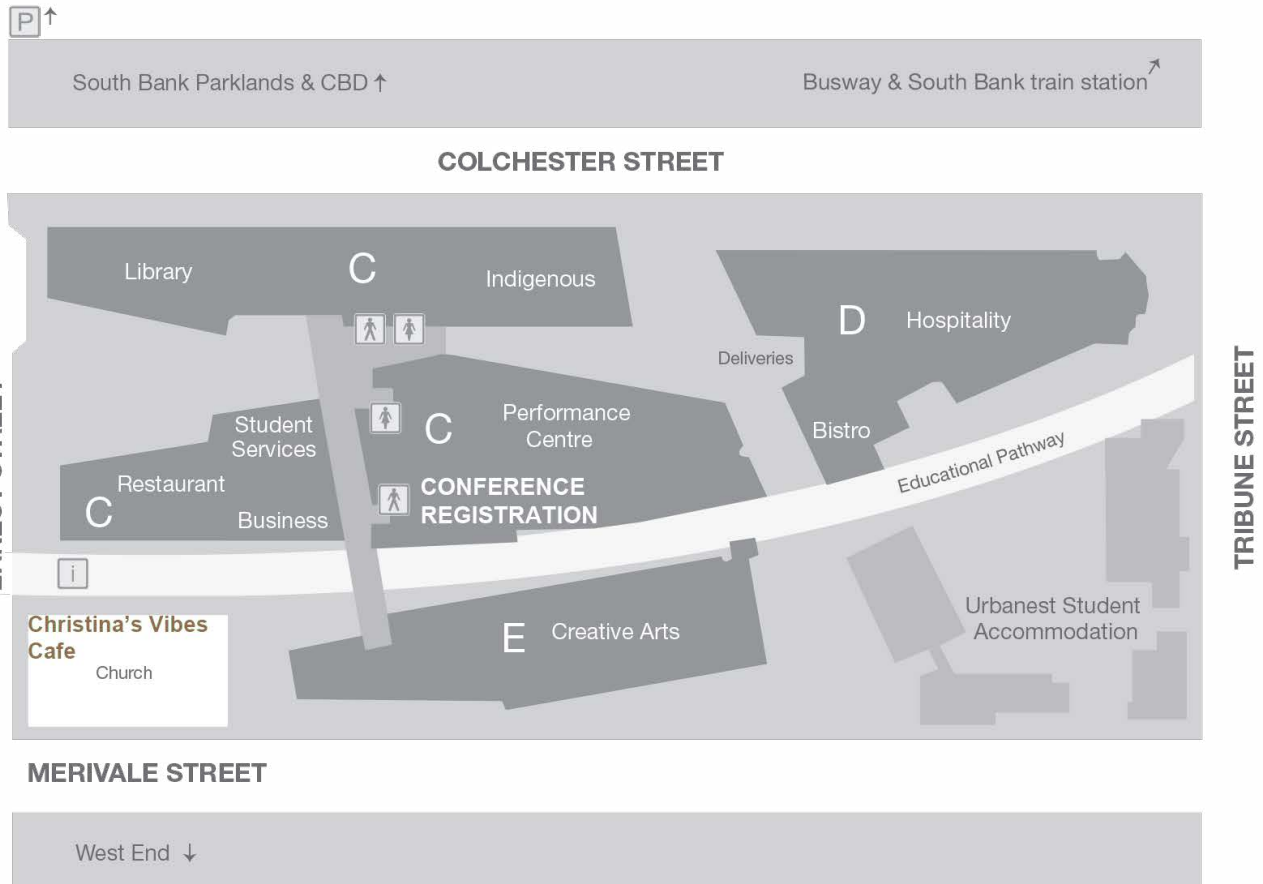 P
South Bank Parklands & CBD ↑
Busway & South Bank train station
COLCHESTER STREET
Library
C
Indigenous
D
Hospitality
Deliveries
TRIBUNE STREET
Student
Services
C
Performance
Centre
Bistro
Educational Pathway
Restaurant
C
Business
CONFERENCE
REGISTRATION
i
Christina's Vibes
Cafe
Church
E
Creative Arts
Urbanest Student
Accommodation
MERIVALE STREET
West End ↓